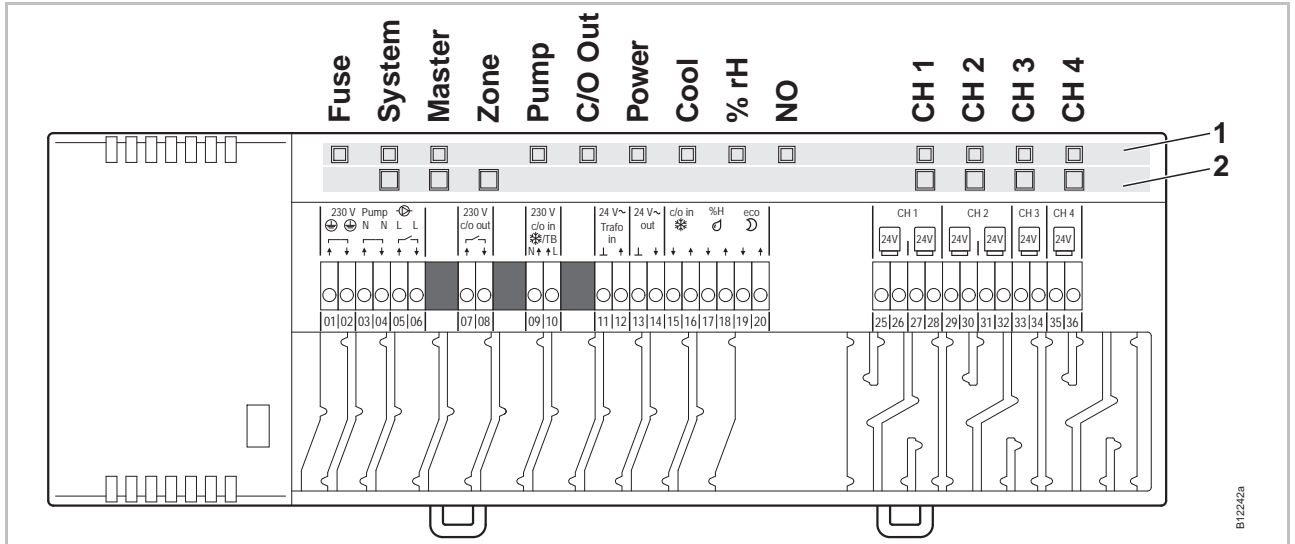 Fuse System Master Zone Pump C/O Out Power Cool % rH NO CH 1 CH 2 CH 3 CH 4
1
2
230 V Pump 230 V 230 V 24 V~ 24 V~ c/o in %H eco CH 1 CH 2 CH 3 CH 4
c/o out c/o in Trafo out
N N L L /TB in 24V 24V 24V 24V 24V 24V
N L
01 02 03 04 05 06 07 08 09 10 11 12 13 14 15 16 17 18 19 20 25 26 27 28 29 30 31 32 33 34 35 36
B12242a